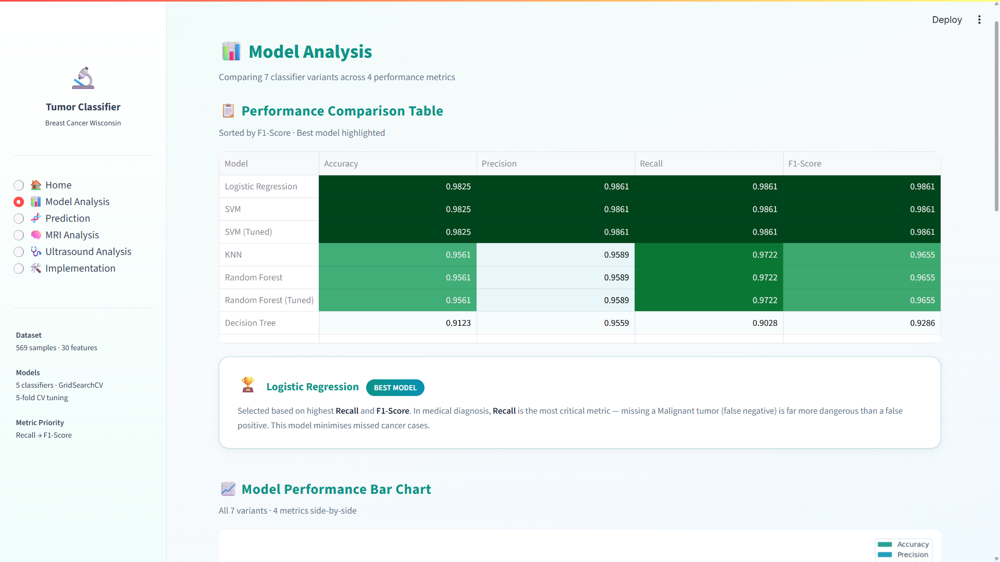 Deploy
Tumor Classifier
Breast Cancer Wisconsin
Home
Model Analysis
Prediction
MRI Analysis
Ultrasound Analysis
Implementation
Dataset
569 samples · 30 features
Models
5 classifiers · GridSearchCV
5-fold CV tuning
Metric Priority
Recall → F1-Score
Model Analysis
Comparing 7 classifier variants across 4 performance metrics
Performance Comparison Table
Sorted by F1-Score · Best model highlighted
Model Accuracy Precision Recall F1-Score
Logistic Regression 0.9825 0.9861 0.9861 0.9861
SVM 0.9825 0.9861 0.9861 0.9861
SVM (Tuned) 0.9825 0.9861 0.9861 0.9861
KNN 0.9561 0.9589 0.9722 0.9655
Random Forest 0.9561 0.9589 0.9722 0.9655
Random Forest (Tuned) 0.9561 0.9589 0.9722 0.9655
Decision Tree 0.9123 0.9559 0.9028 0.9286
Logistic Regression BEST MODEL
Selected based on highest Recall and F1-Score. In medical diagnosis, Recall is the most critical metric — missing a Malignant tumor (false negative) is far more dangerous than a false
positive. This model minimises missed cancer cases.
Model Performance Bar Chart
All 7 variants · 4 metrics side-by-side
Accuracy
Precision